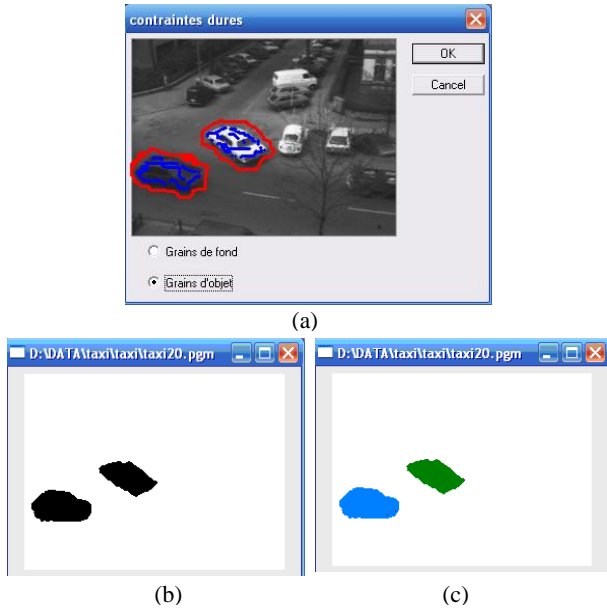 contraintes dures
OK
Cancel
Grains de fond
Grains d'objet
(a)
D:\DATA\taxi\taxi\taxi20.pgm
D:\DATA\taxi\taxi\taxi20.pgm
(b)
(c)